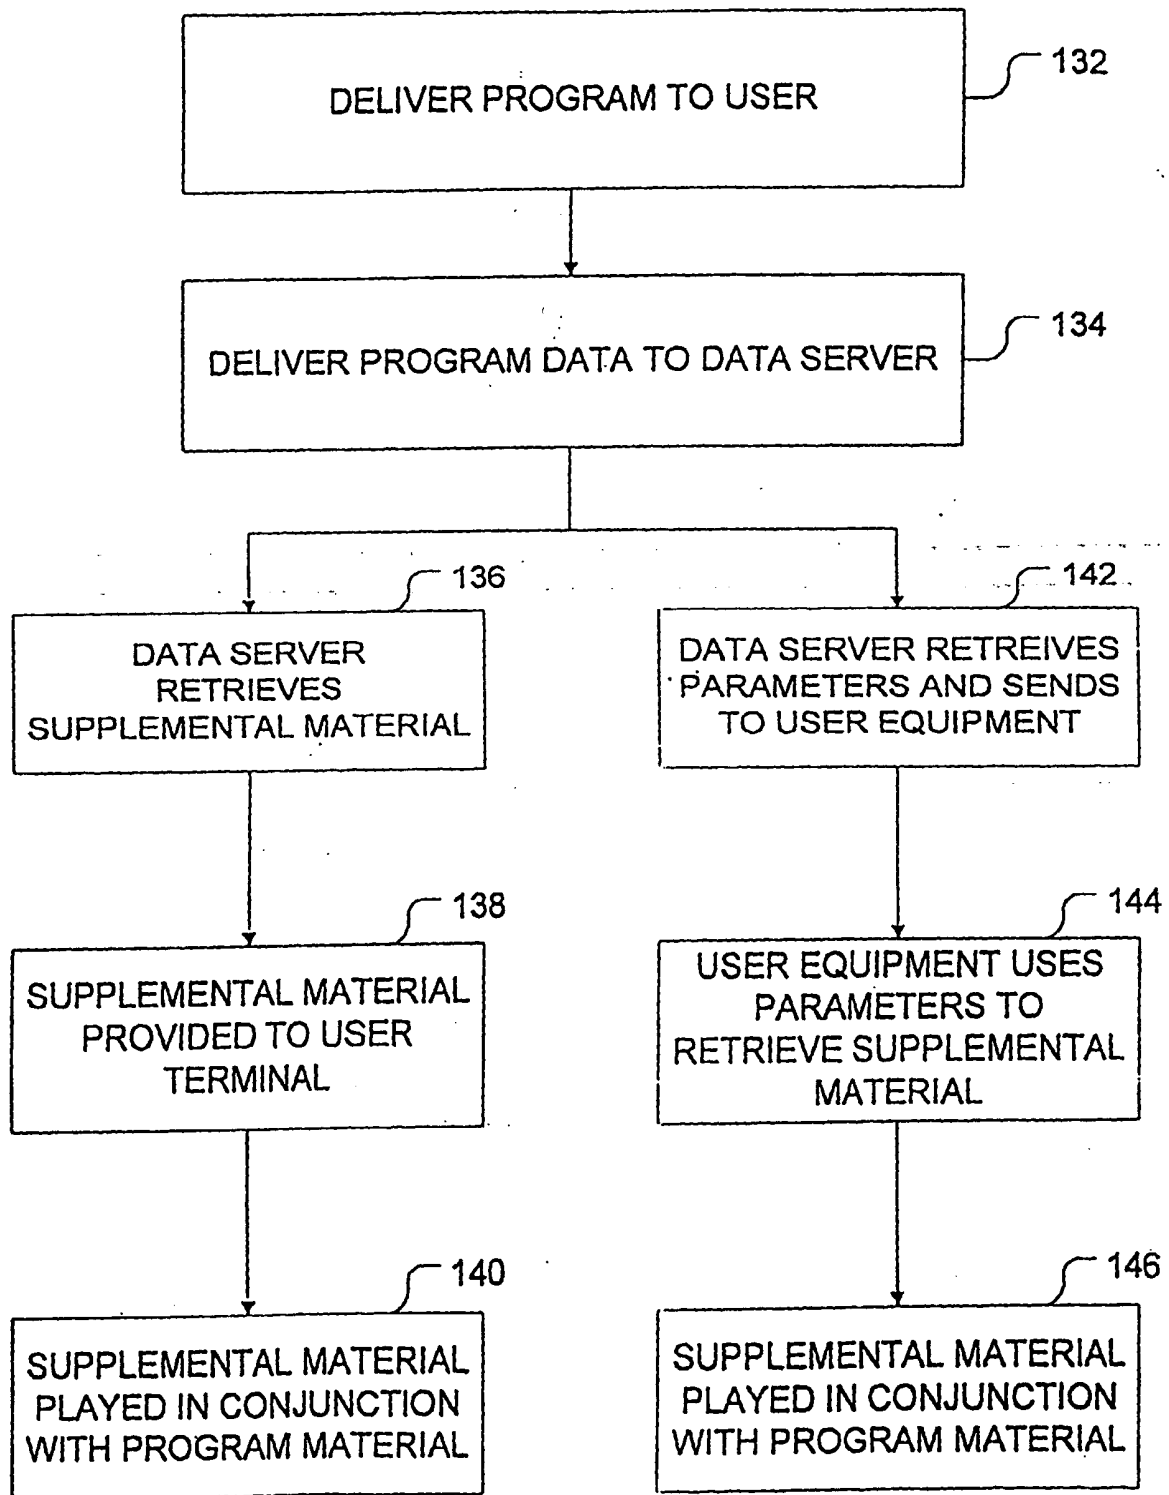 132
DELIVER PROGRAM TO USER
134
DELIVER PROGRAM DATA TO DATA SERVER
136
DATA SERVER
RETRIEVES
SUPPLEMENTAL MATERIAL
142
DATA SERVER RETREIVES
PARAMETERS AND SENDS
TO USER EQUIPMENT
138
SUPPLEMENTAL MATERIAL
PROVIDED TO USER
TERMINAL
144
USER EQUIPMENT USES
PARAMETERS TO
RETRIEVE SUPPLEMENTAL
MATERIAL
140
SUPPLEMENTAL MATERIAL
PLAYED IN CONJUNCTION
WITH PROGRAM MATERIAL
146
SUPPLEMENTAL MATERIAL
PLAYED IN CONJUNCTION
WITH PROGRAM MATERIAL